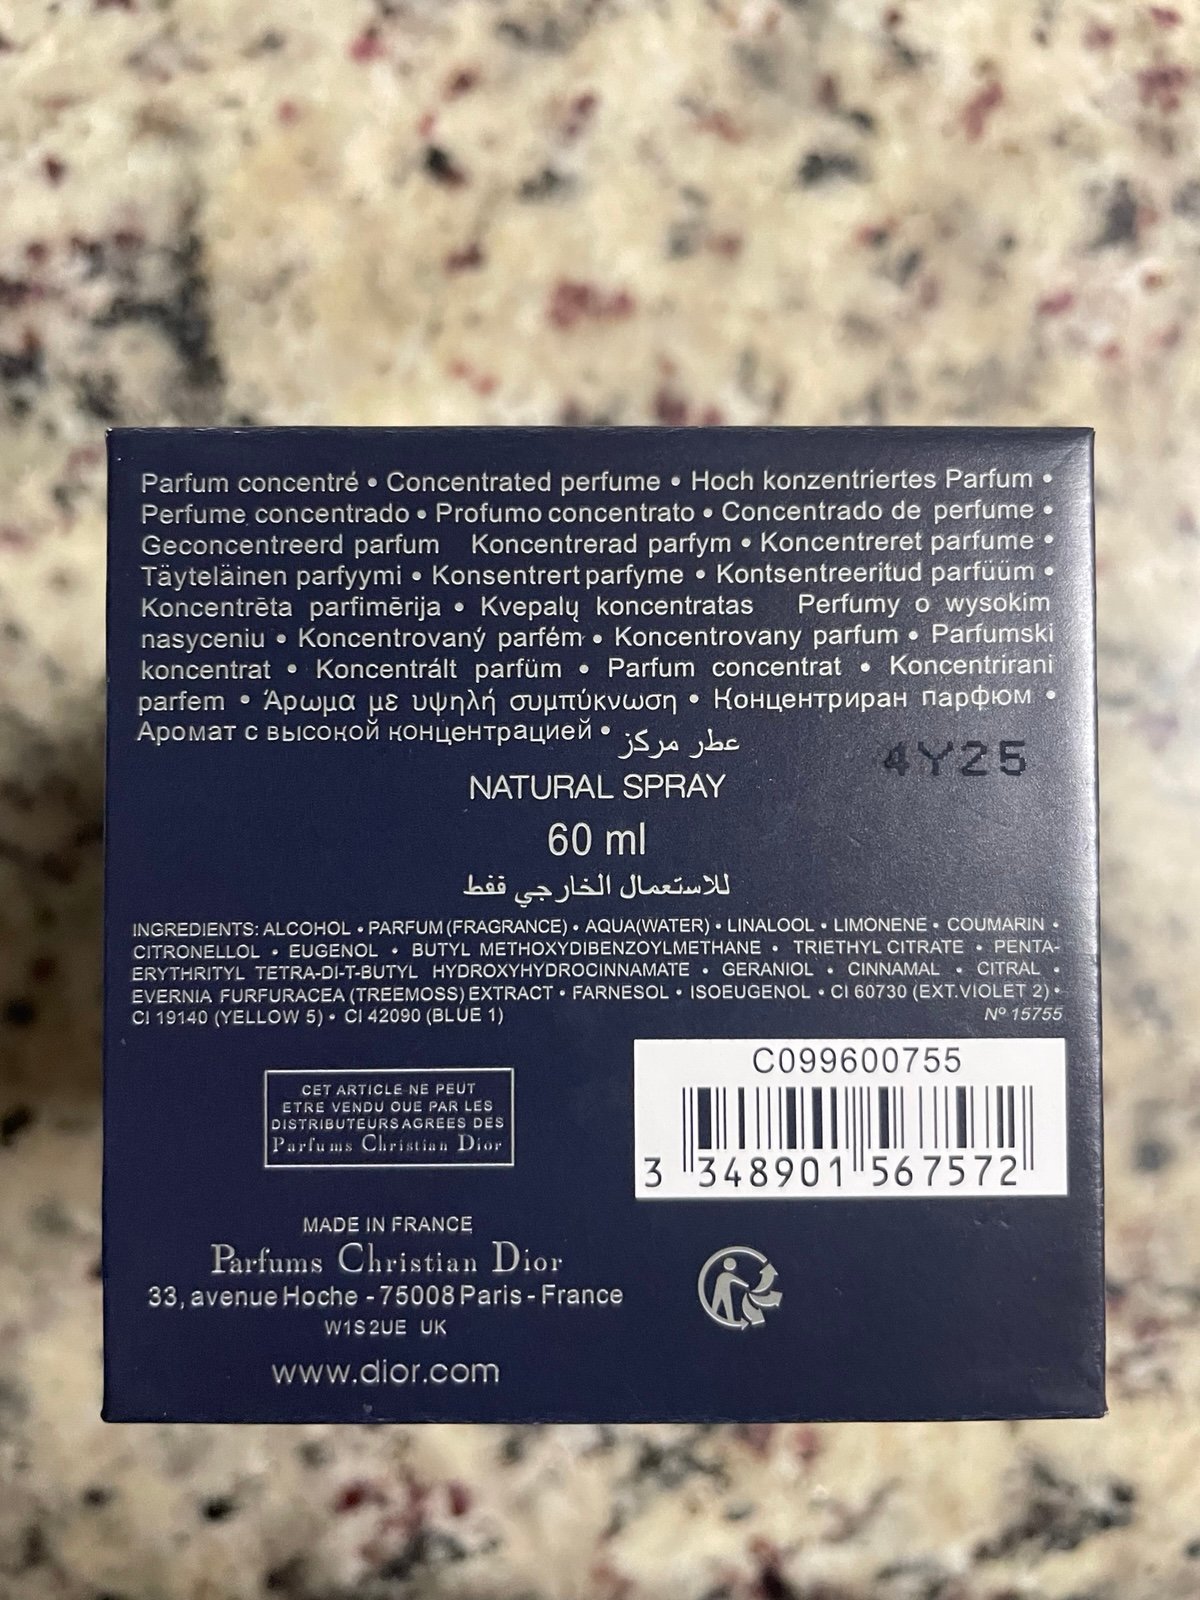 Parfum concentré • Concentrated perfume • Hoch konzentriertes Parfum •
Perfume concentrado • Profumo concentrato • Concentrado de perfume •
Geconcentreerd parfum Koncentrerad parfym • Koncentreret parfume •
Täyteläinen parfyymi • Konsentrert parfyme • Kontsentreeritud parfüüm •
Koncentrēta parfimērija • Kvepalų koncentratas Perfumy o wysokim
nasyceniu • Koncentrovaný parfém • Koncentrovany parfum • Parfumski
koncentrat • Koncentrált parfüm • Parfum concentrat • Koncentrirani
parfem • Άρωμα με υψηλή συμπύκνωση • Концентриран парфюм •
Аромат с высокой концентрацией • عطر مركز
4Y25
NATURAL SPRAY
60 ml
للاستعمال الخارجي فقط
INGREDIENTS: ALCOHOL • PARFUM (FRAGRANCE) • AQUA (WATER) • LINALOOL • LIMONENE • COUMARIN •
CITRONELLOL • EUGENOL • BUTYL METHOXYDIBENZOYLMETHANE • TRIETHYL CITRATE • PENTA-
ERYTHRITYL TETRA-DI-T-BUTYL HYDROXYHYDROCINNAMATE • GERANIOL • CINNAMAL • CITRAL •
EVERNIA FURFURACEA (TREEMOSS) EXTRACT • FARNESOL • ISOEUGENOL • CI 60730 (EXT. VIOLET 2) •
CI 19140 (YELLOW 5) • CI 42090 (BLUE 1)
Nº 15755
CET ARTICLE NE PEUT
ETRE VENDU QUE PAR LES
DISTRIBUTEURS AGREES DES
Parfums Christian Dior
C099600755
3 348901 567572
MADE IN FRANCE
Parfums Christian Dior
33, avenue Hoche - 75008 Paris - France
W1S2UE UK
www.dior.com